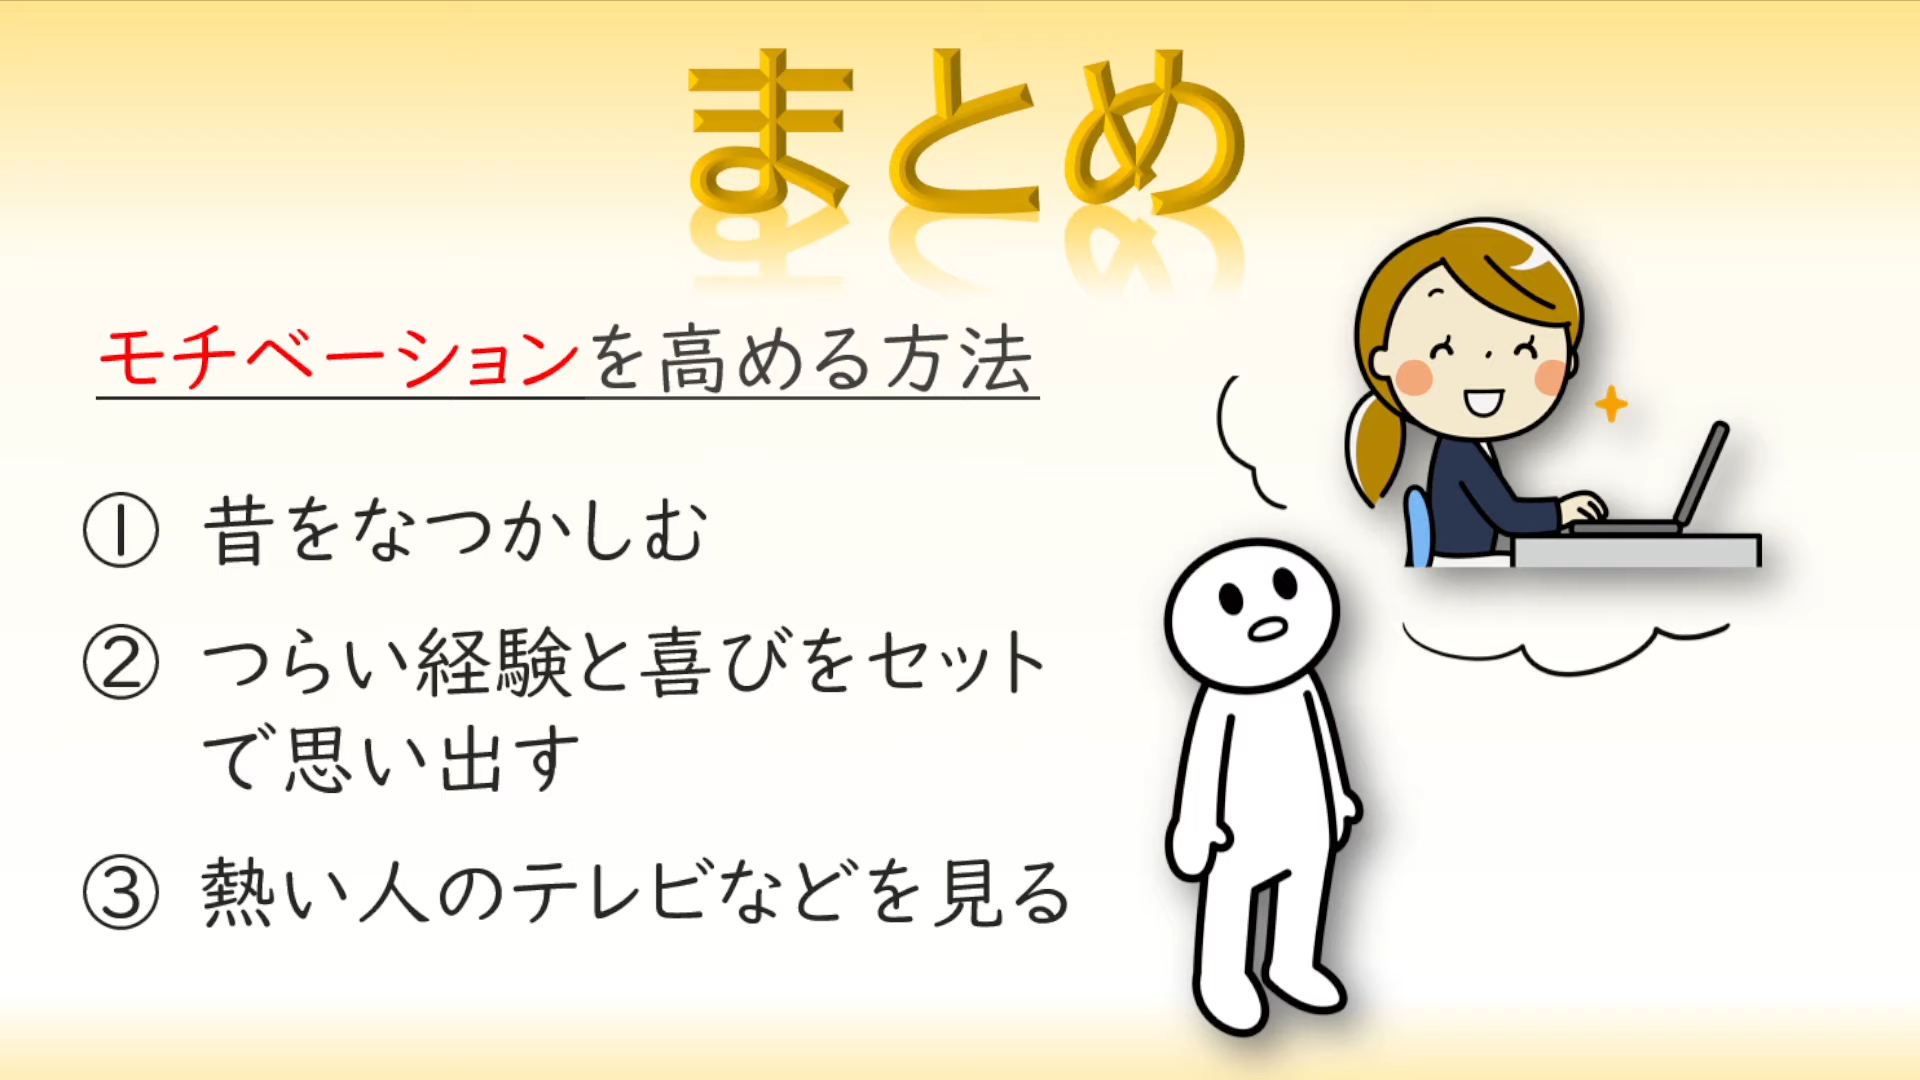 まとめ
モチベーションを高める方法
① 昔をなつかしむ
② つらい経験と喜びをセット
で思い出す
③ 熱い人のテレビなどを見る